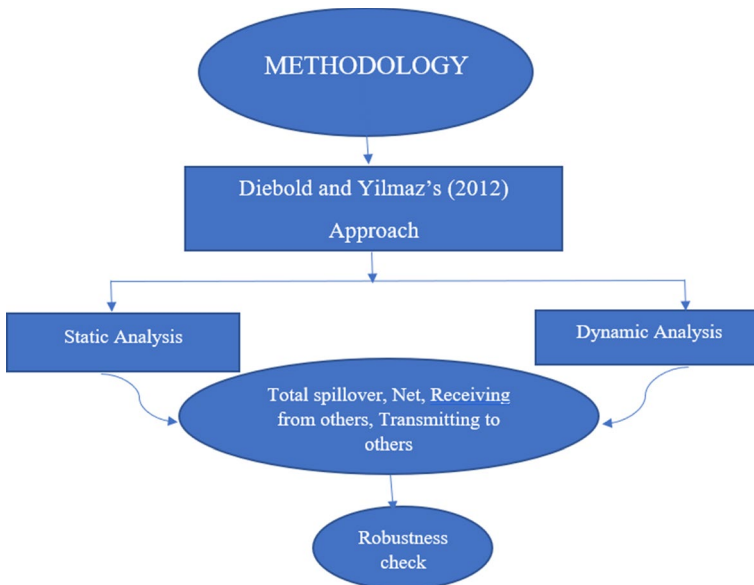 METHODOLOGY
Diebold and Yilmaz's (2012)
Approach
Static Analysis
Dynamic Analysis
Total spillover, Net, Receiving
from others, Transmitting to
others
Robustness
check